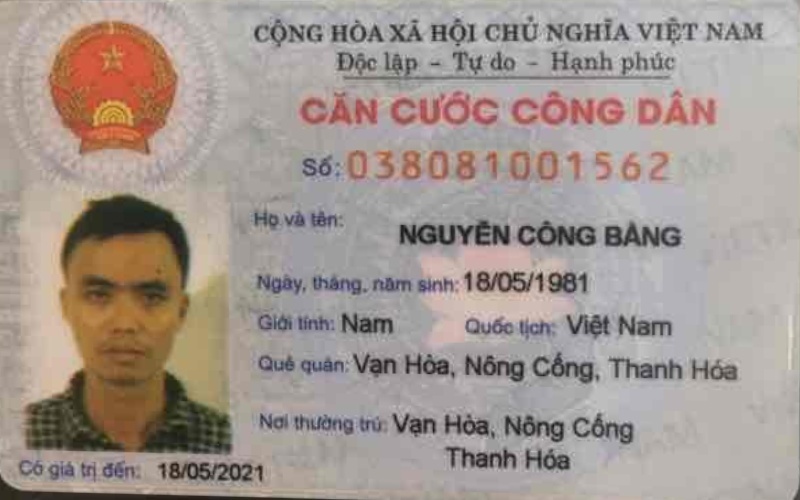 CỘNG HÒA XÃ HỘI CHỦ NGHĨA VIỆT NAM
Độc lập - Tự do - Hạnh phúc
CĂN CƯỚC CÔNG DÂN
Số: 038081001562
Họ và tên: NGUYỄN CÔNG BẰNG
Ngày, tháng, năm sinh: 18/05/1981
Giới tính: Nam Quốc tịch: Việt Nam
Quê quán: Vạn Hòa, Nông Cống, Thanh Hóa
Nơi thường trú: Vạn Hòa, Nông Cống
Thanh Hóa
Có giá trị đến: 18/05/2021